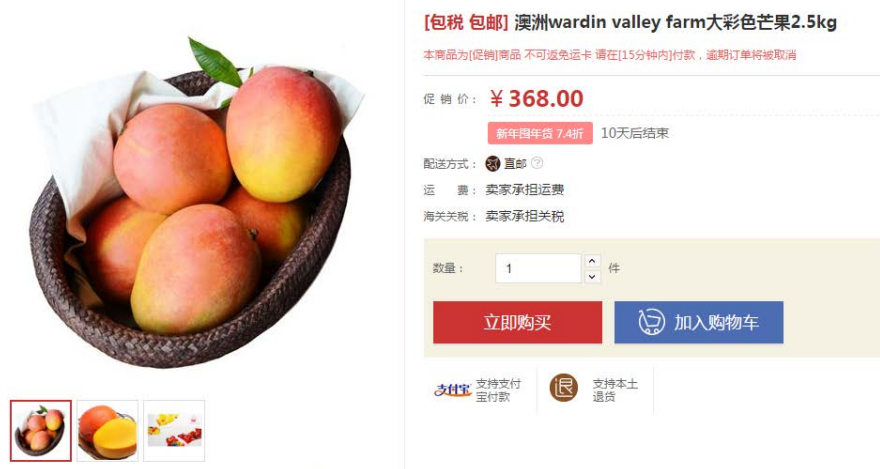 [包税 包邮] 澳洲wardin valley farm大彩色芒果2.5kg
本商品为[促销]商品 不可返免运卡 请在[15分钟内]付款，逾期订单将被取消
促 销 价： ￥368.00
新年囤年货 7.4折 10天后结束
配送方式： 直邮 ?
运 费： 卖家承担运费
海关关税： 卖家承担关税
数量： 1 件
立即购买 加入购物车
支付宝 支持支付宝付款 退 支持本土退货